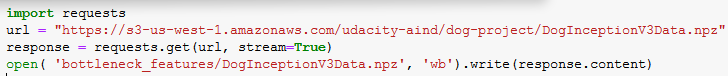 import requests
url = "https://s3-us-west-1.amazonaws.com/udacity-aind/dog-project/DogInceptionV3Data.npz"
response = requests.get(url, stream=True)
open( 'bottleneck_features/DogInceptionV3Data.npz', 'wb').write(response.content)